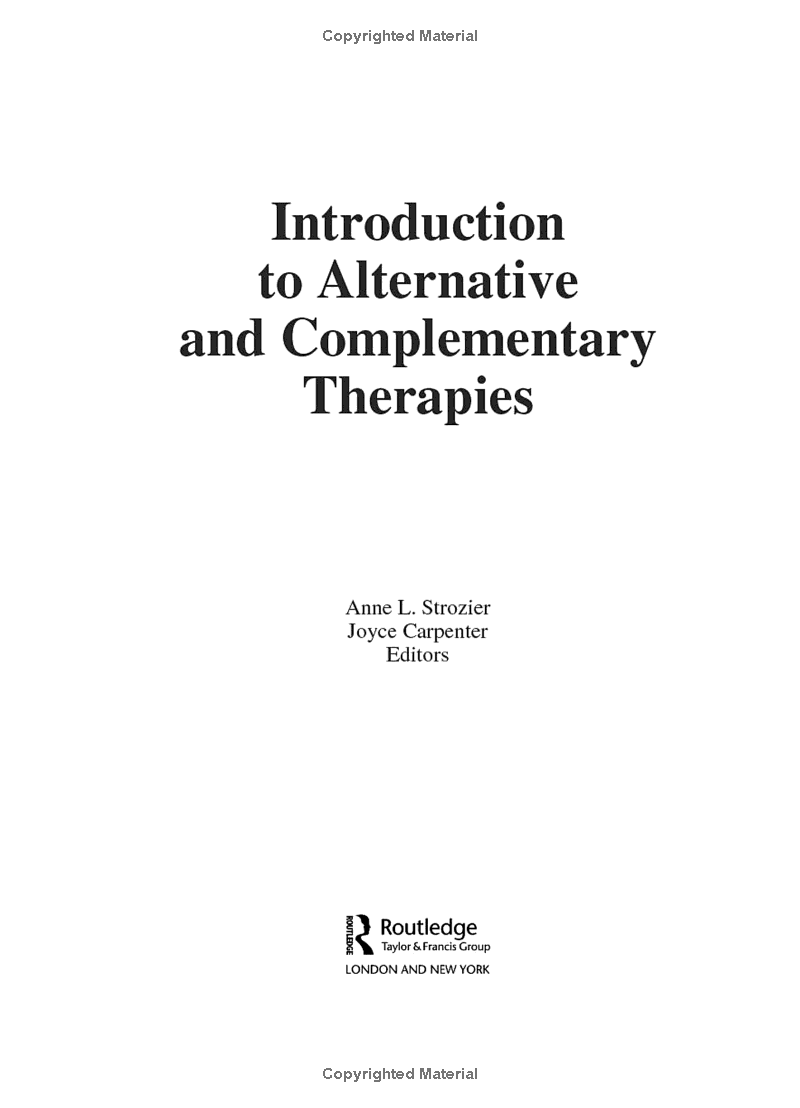 Copyrighted Material
Introduction
to Alternative
and Complementary
Therapies
Anne L. Strozier
Joyce Carpenter
Editors
ROUTLEDGE
Routledge
Taylor & Francis Group
LONDON AND NEW YORK
Copyrighted Material